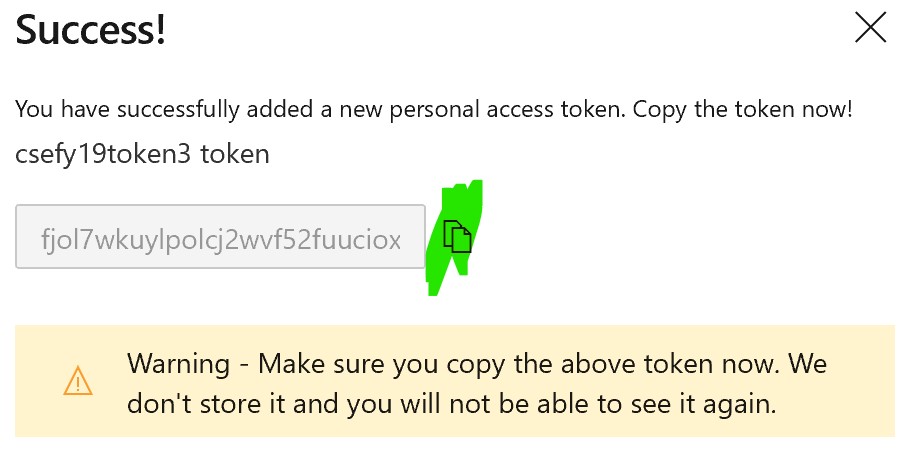 Success!
You have successfully added a new personal access token. Copy the token now!
csefy19token3 token
fjol7wkuylpolcj2wvf52fuuciox
Warning - Make sure you copy the above token now. We
don't store it and you will not be able to see it again.